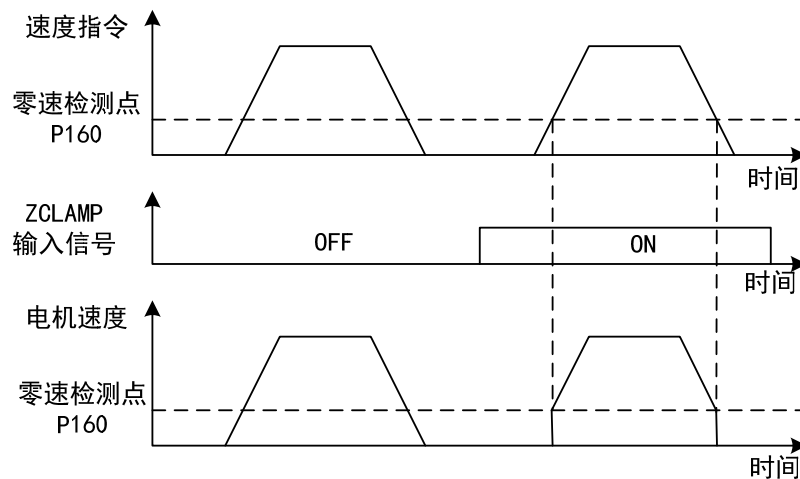 速度指令
零速检测点
P160
时间
ZCLAMP
输入信号
OFF
ON
时间
电机速度
零速检测点
P160
时间